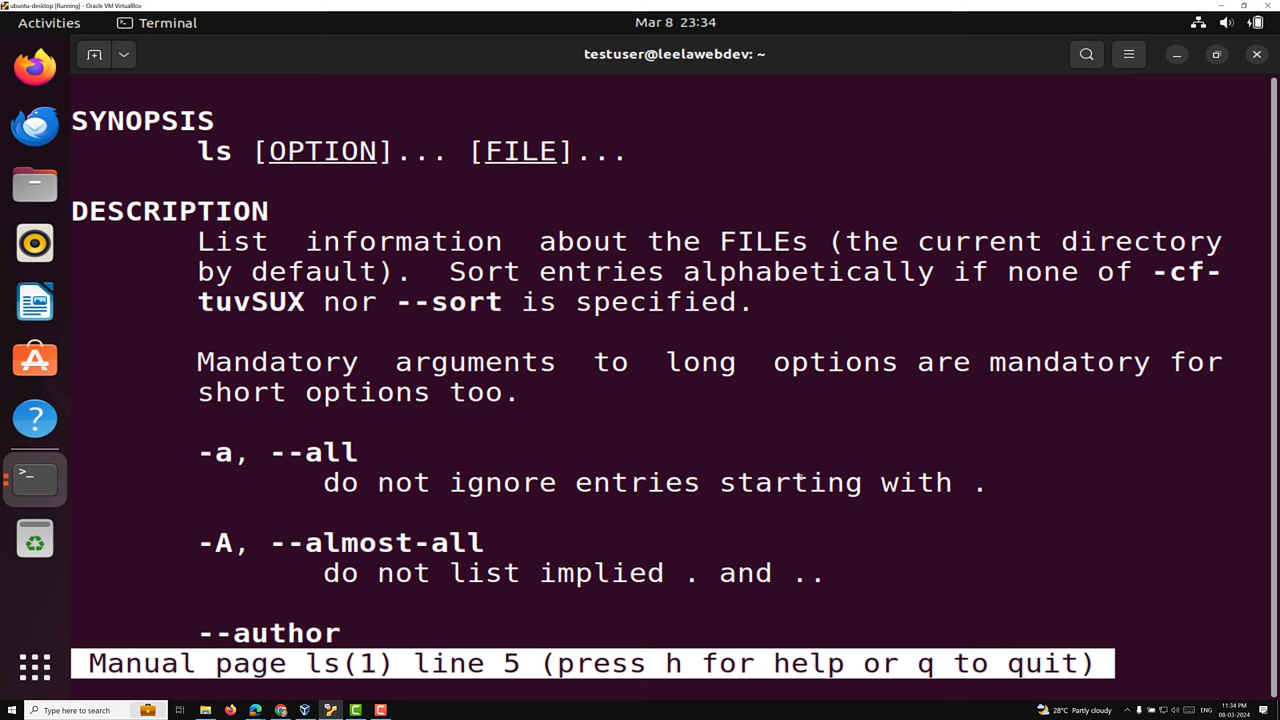 ubuntu-desktop [Running] - Oracle VM VirtualBox
Activities
Terminal
Mar 8 23:34
testuser@leelawebdev: ~
SYNOPSIS
ls [OPTION]... [FILE]...
DESCRIPTION
List information about the FILEs (the current directory
by default). Sort entries alphabetically if none of -cf-
tuvSUX nor --sort is specified.
Mandatory arguments to long options are mandatory for
short options too.
-a, --all
do not ignore entries starting with .
-A, --almost-all
do not list implied . and ..
--author
Manual page ls(1) line 5 (press h for help or q to quit)
Type here to search
28°C Partly cloudy
ENG
11:34 PM
08-03-2024